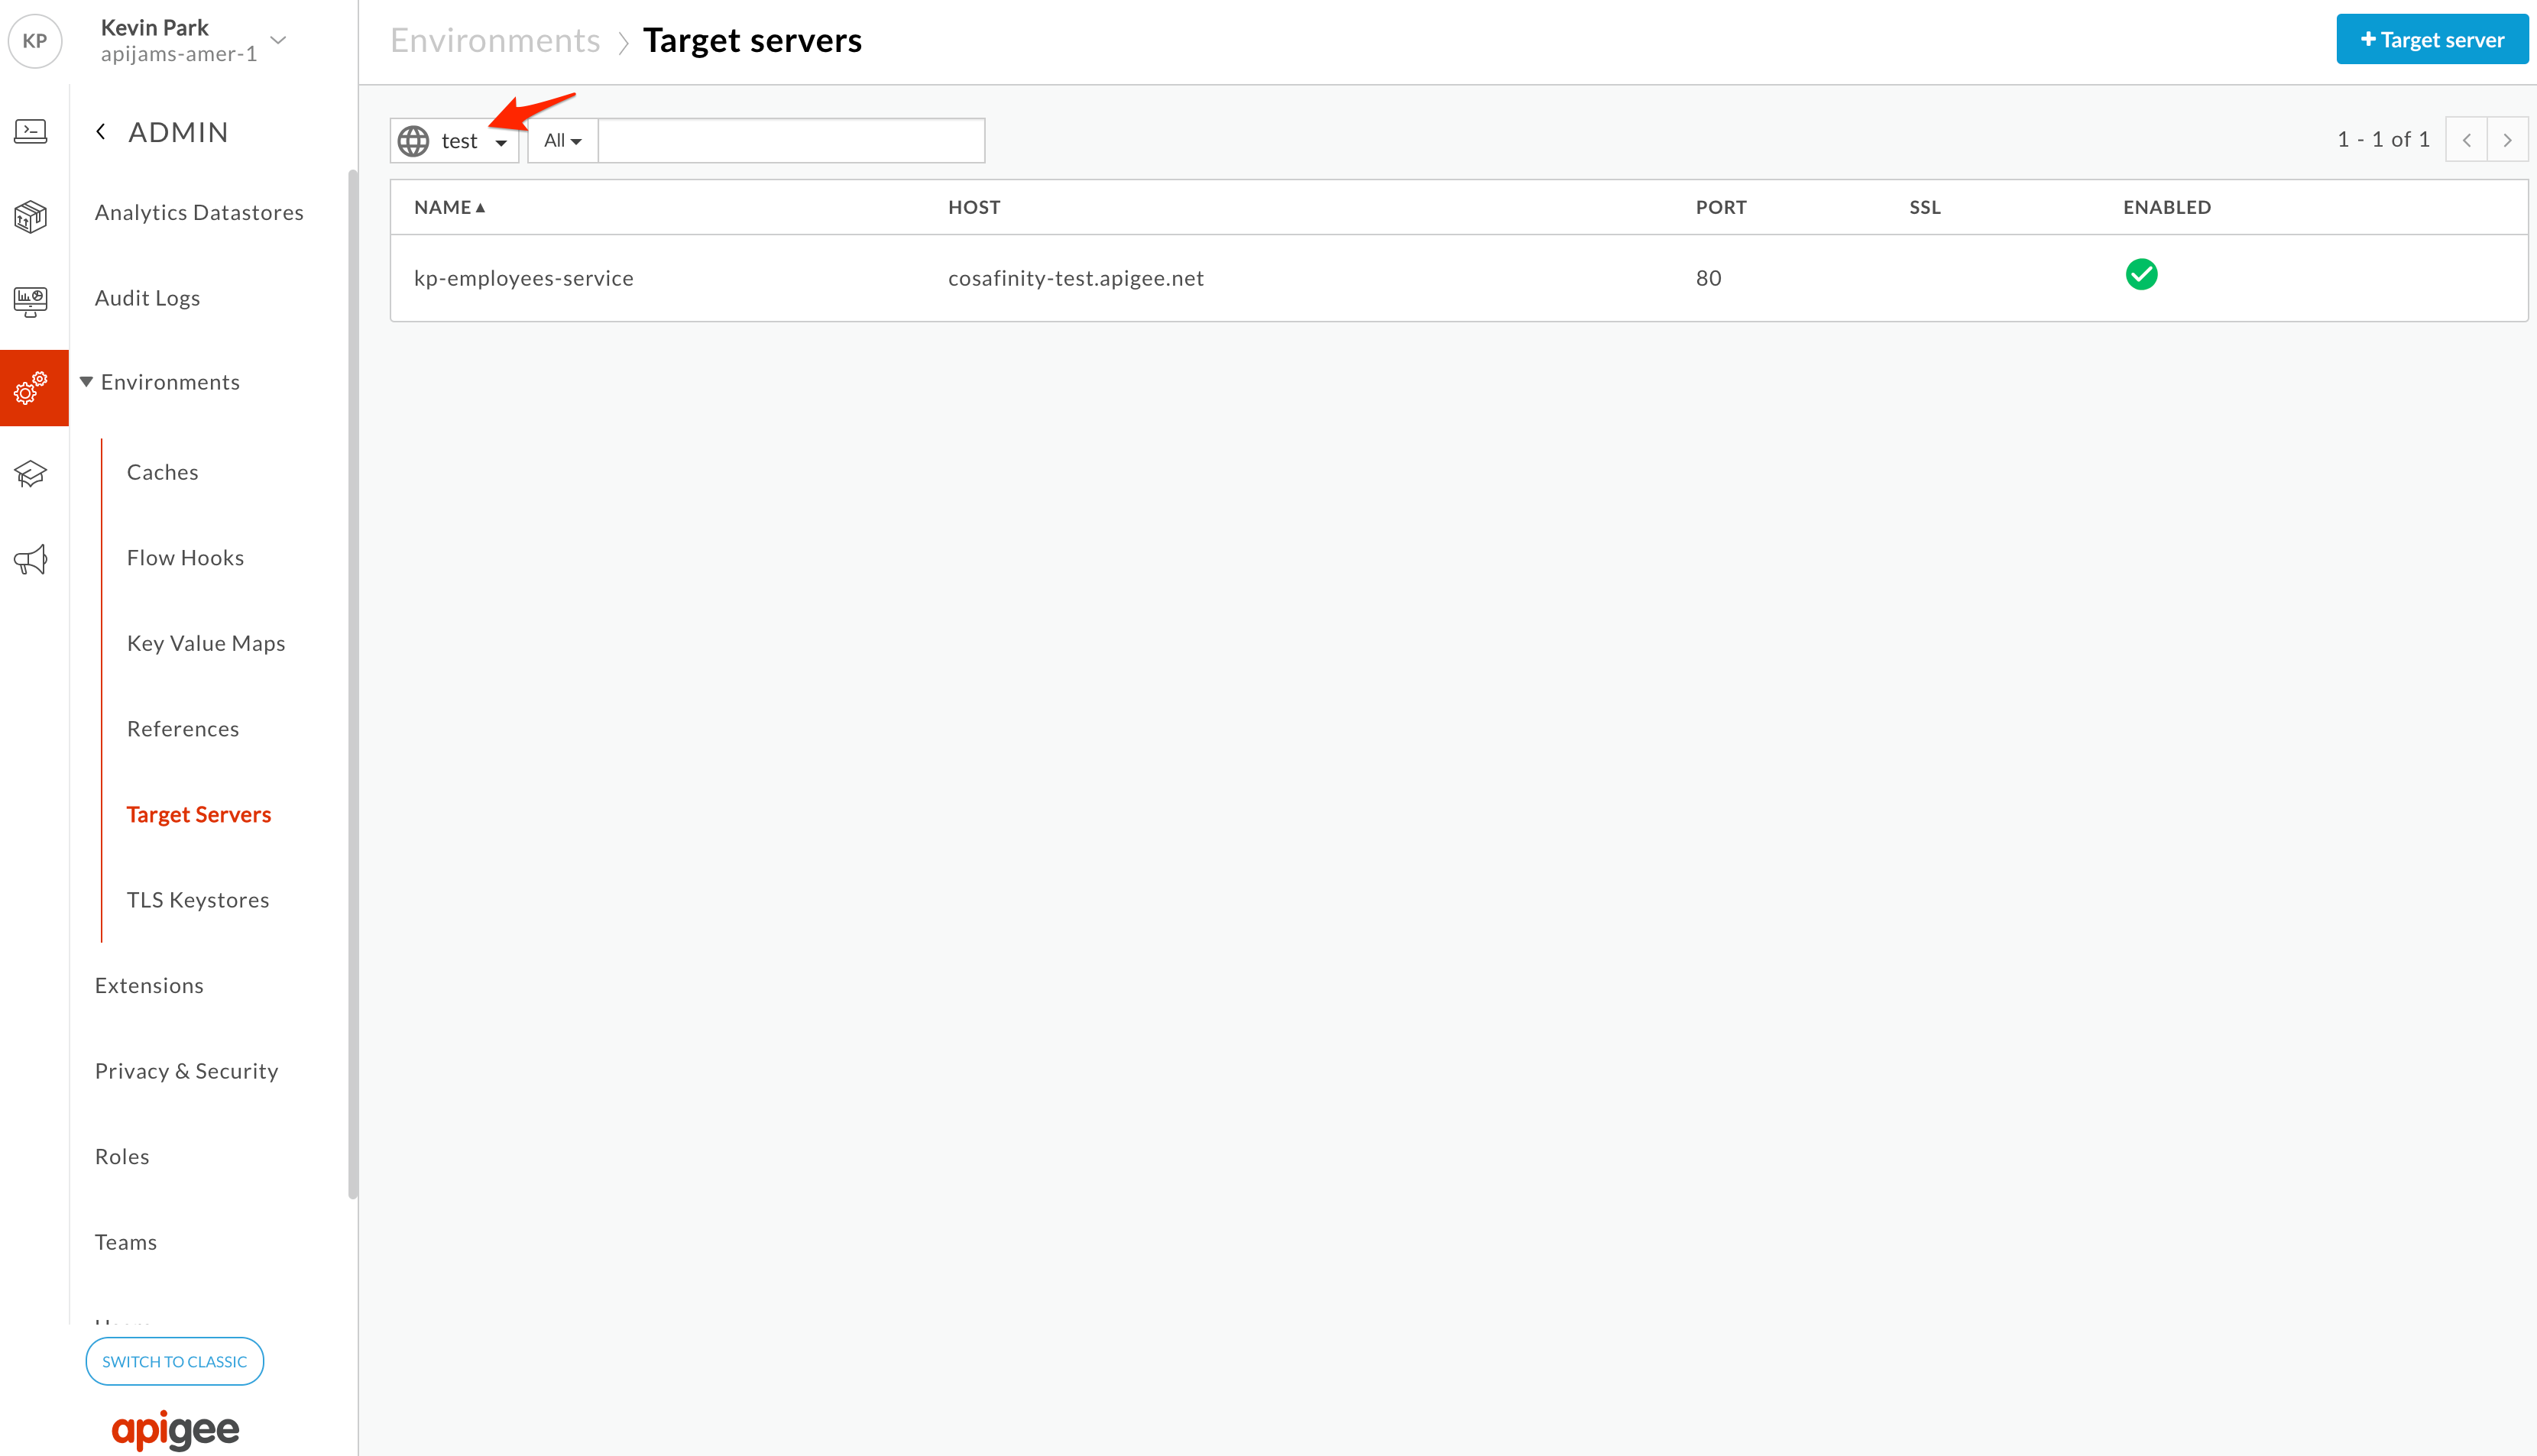 KP
Kevin Park
apijams-amer-1
Environments
Target servers
Target server
ADMIN
Analytics Datastores
Audit Logs
Environments
Caches
Flow Hooks
Key Value Maps
References
Target Servers
TLS Keystores
Extensions
Privacy & Security
Roles
Teams
SWITCH TO CLASSIC
apigee
test
All
1 - 1 of 1
NAME HOST PORT SSL ENABLED
kp-employees-service cosafinity-test.apigee.net 80